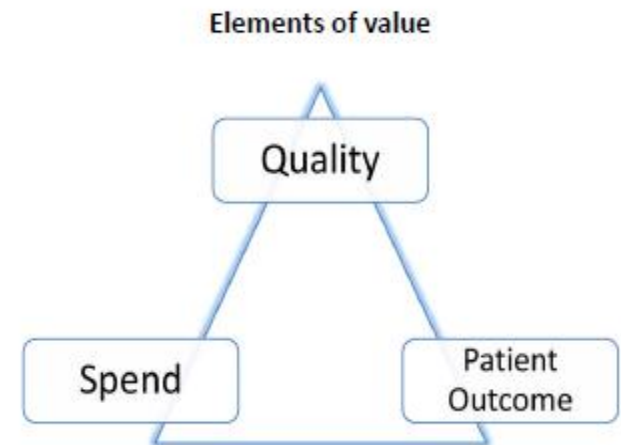 Elements of value
Quality
Spend
Patient
Outcome